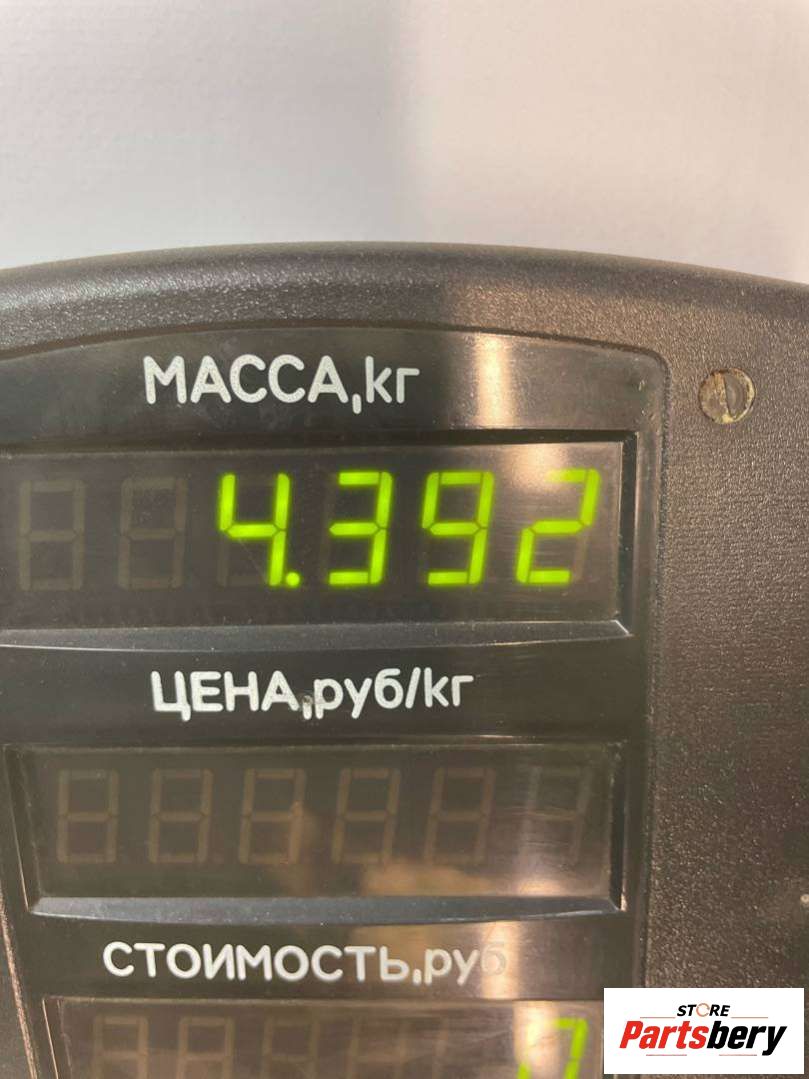 МАССА,кг
4.392
ЦЕНА,руб/кг
СТОИМОСТЬ,руб
STORE
Partsbery